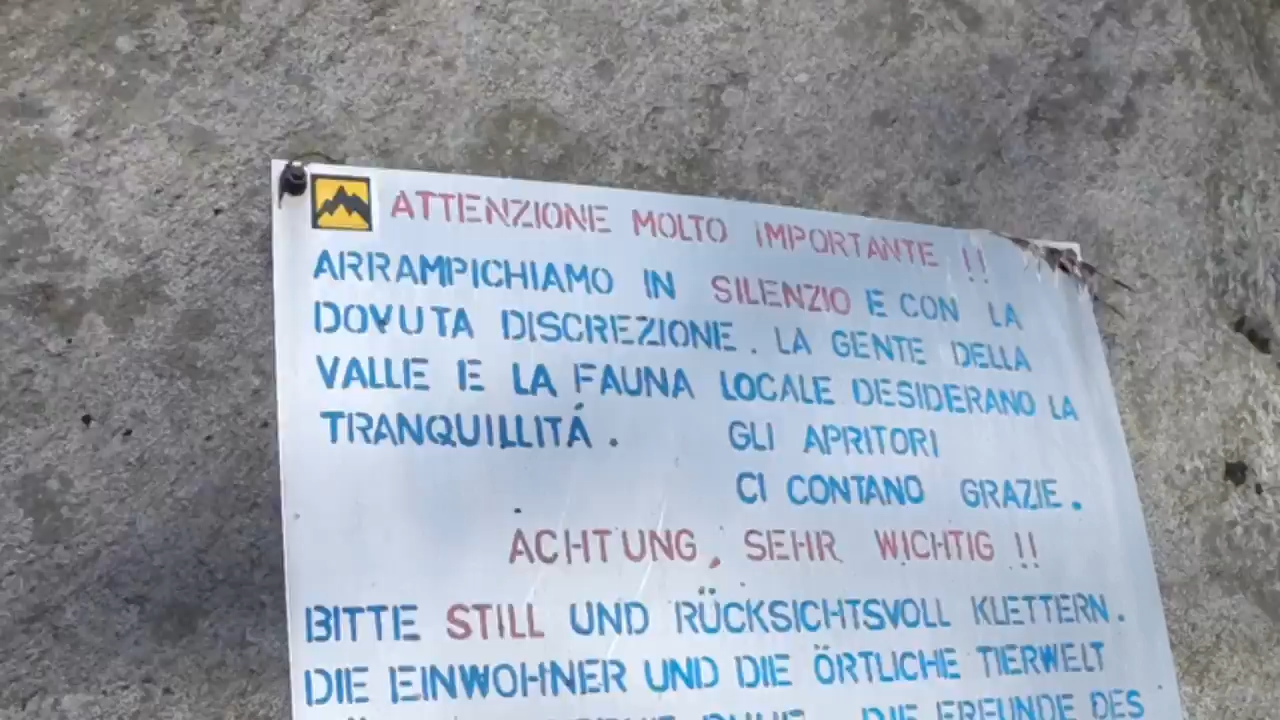 ATTENZIONE MOLTO IMPORTANTE !!
ARRAMPICHIAMO IN SILENZIO E CON LA
DOVUTA DISCREZIONE. LA GENTE DELLA
VALLE E LA FAUNA LOCALE DESIDERANO LA
TRANQUILLITÁ. GLI APRITORI
CI CONTANO GRAZIE.
ACHTUNG, SEHR WICHTIG !!
BITTE STILL UND RÜCKSICHTSVOLL KLETTERN.
DIE EINWOHNER UND DIE ÖRTLICHE TIERWELT
DIE FREUNDE DES